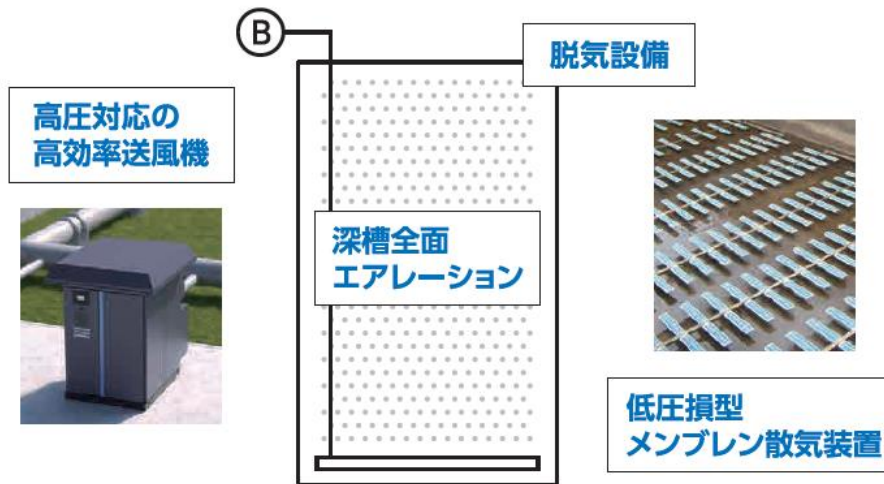 B
脱気設備
高圧対応の
高効率送風機
深槽全面
エアレーション
低圧損型
メンブレン散気装置